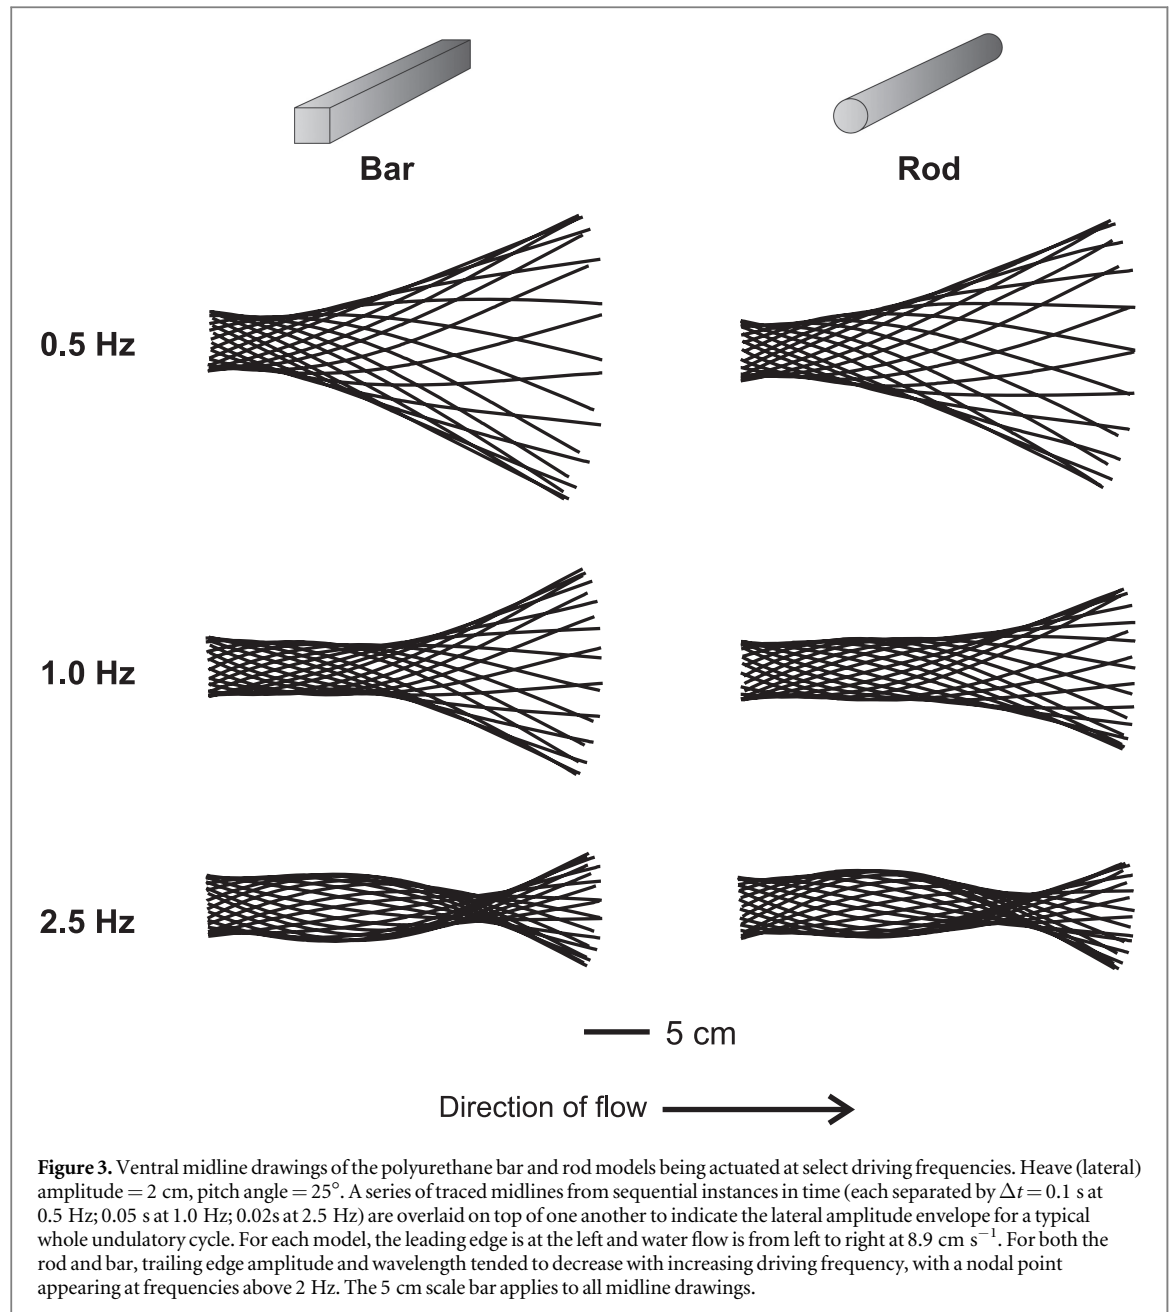 Bar
Rod
0.5 Hz
1.0 Hz
2.5 Hz
5 cm
Direction of flow
Figure 3. Ventral midline drawings of the polyurethane bar and rod models being actuated at select driving frequencies. Heave (lateral)
amplitude = 2 cm, pitch angle = 25°. A series of traced midlines from sequential instances in time (each separated by Δt = 0.1 s at
0.5 Hz; 0.05 s at 1.0 Hz; 0.02s at 2.5 Hz) are overlaid on top of one another to indicate the lateral amplitude envelope for a typical
whole undulatory cycle. For each model, the leading edge is at the left and water flow is from left to right at 8.9 cm s⁻¹. For both the
rod and bar, trailing edge amplitude and wavelength tended to decrease with increasing driving frequency, with a nodal point
appearing at frequencies above 2 Hz. The 5 cm scale bar applies to all midline drawings.